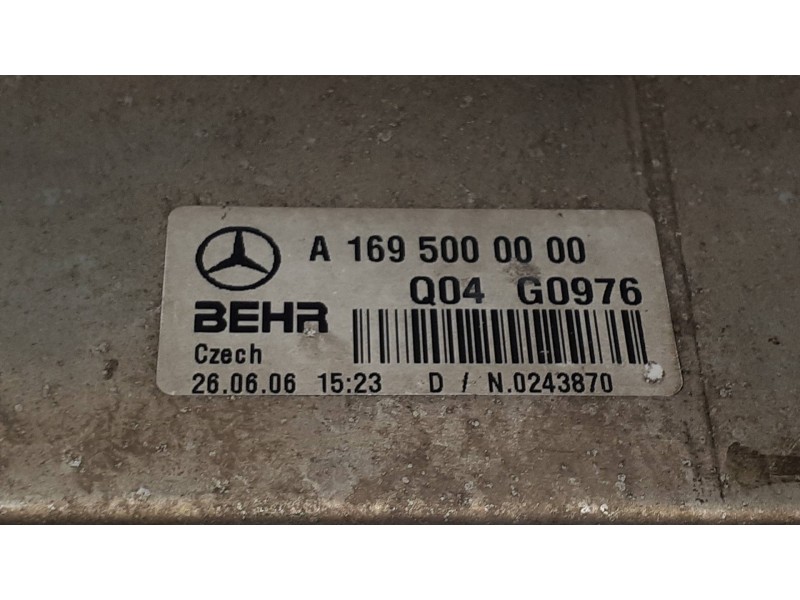 A 169 500 00 00
Q04 G0976
BEHR
Czech
26.06.06 15:23 D / N.0243870